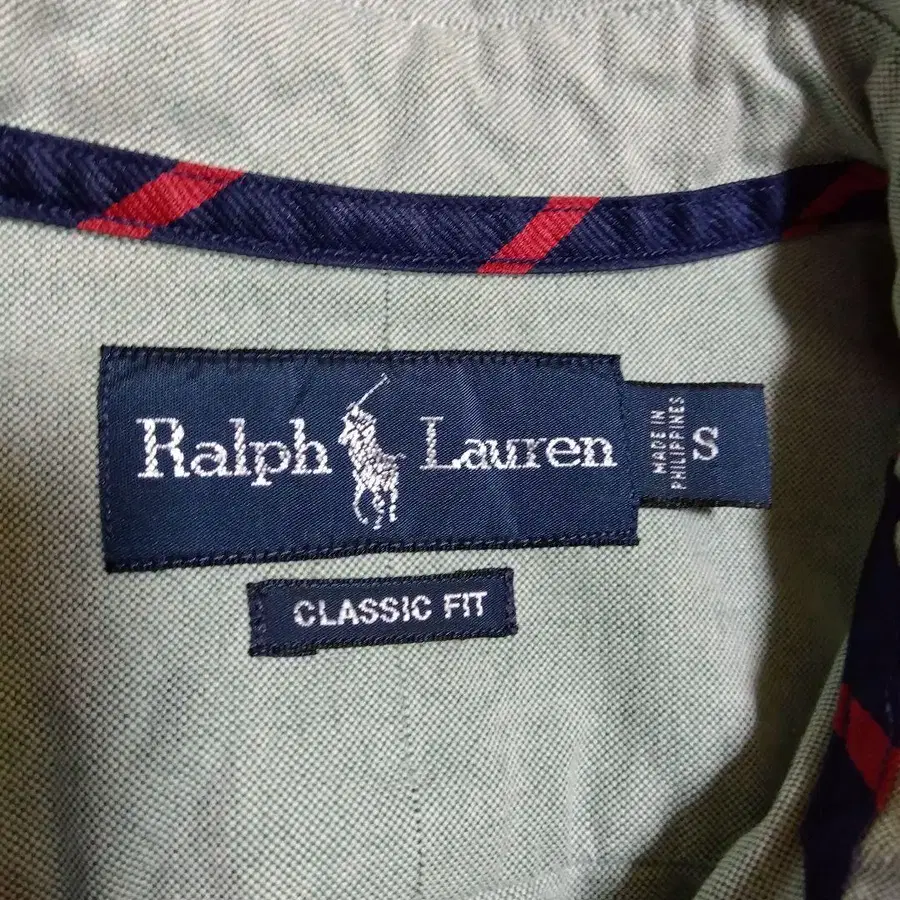 Ralph Lauren
MADE IN
PHILIPPINES
S
CLASSIC FIT